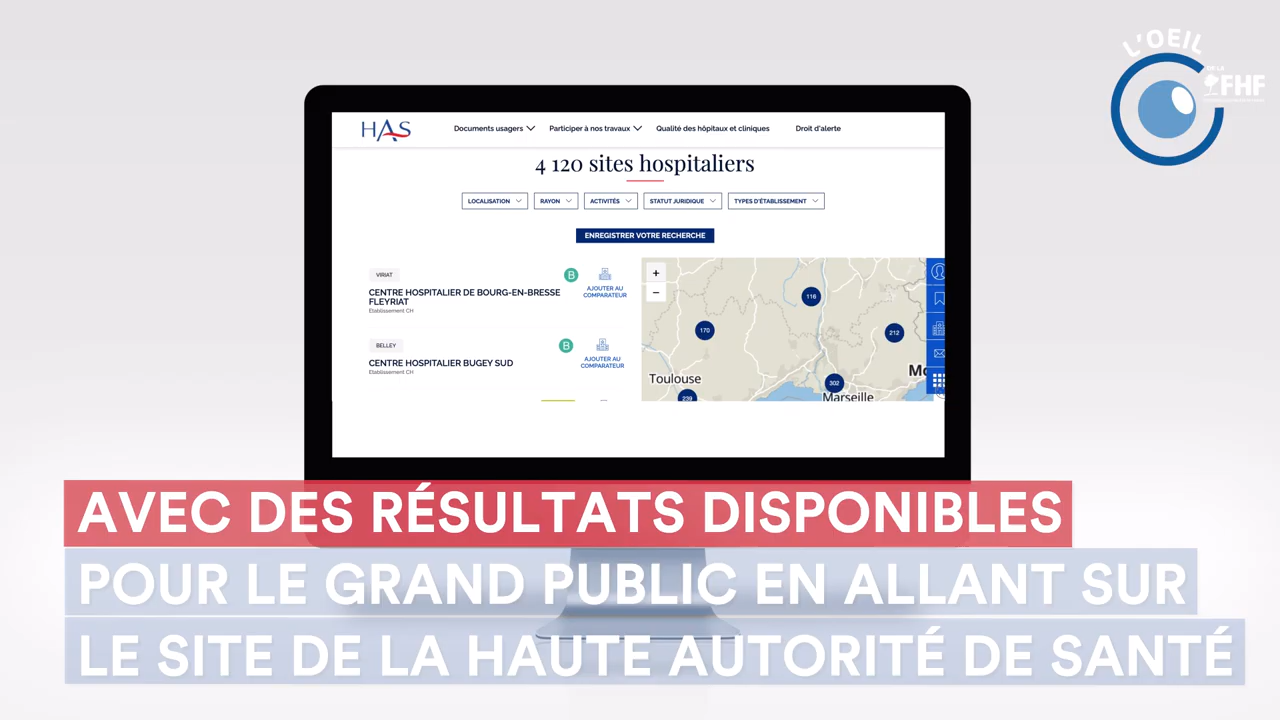 L'OEIL
DE LA
FHF
HAS
Documents usagers
Participer à nos travaux
Qualité des hôpitaux et cliniques
Droit d'alerte
4 120 sites hospitaliers
LOCALISATION
RAYON
ACTIVITÉS
STATUT JURIDIQUE
TYPES D'ÉTABLISSEMENT
ENREGISTRER VOTRE RECHERCHE
VIRIAT
CENTRE HOSPITALIER DE BOURG-EN-BRESSE
FLEYRIAT
Etablissement CH
B
AJOUTER AU
COMPARATEUR
BELLEY
CENTRE HOSPITALIER BUGEY SUD
Etablissement CH
B
AJOUTER AU
COMPARATEUR
+
−
116
170
212
302
239
Toulouse
Marseille
AVEC DES RÉSULTATS DISPONIBLES
POUR LE GRAND PUBLIC EN ALLANT SUR
LE SITE DE LA HAUTE AUTORITÉ DE SANTÉ